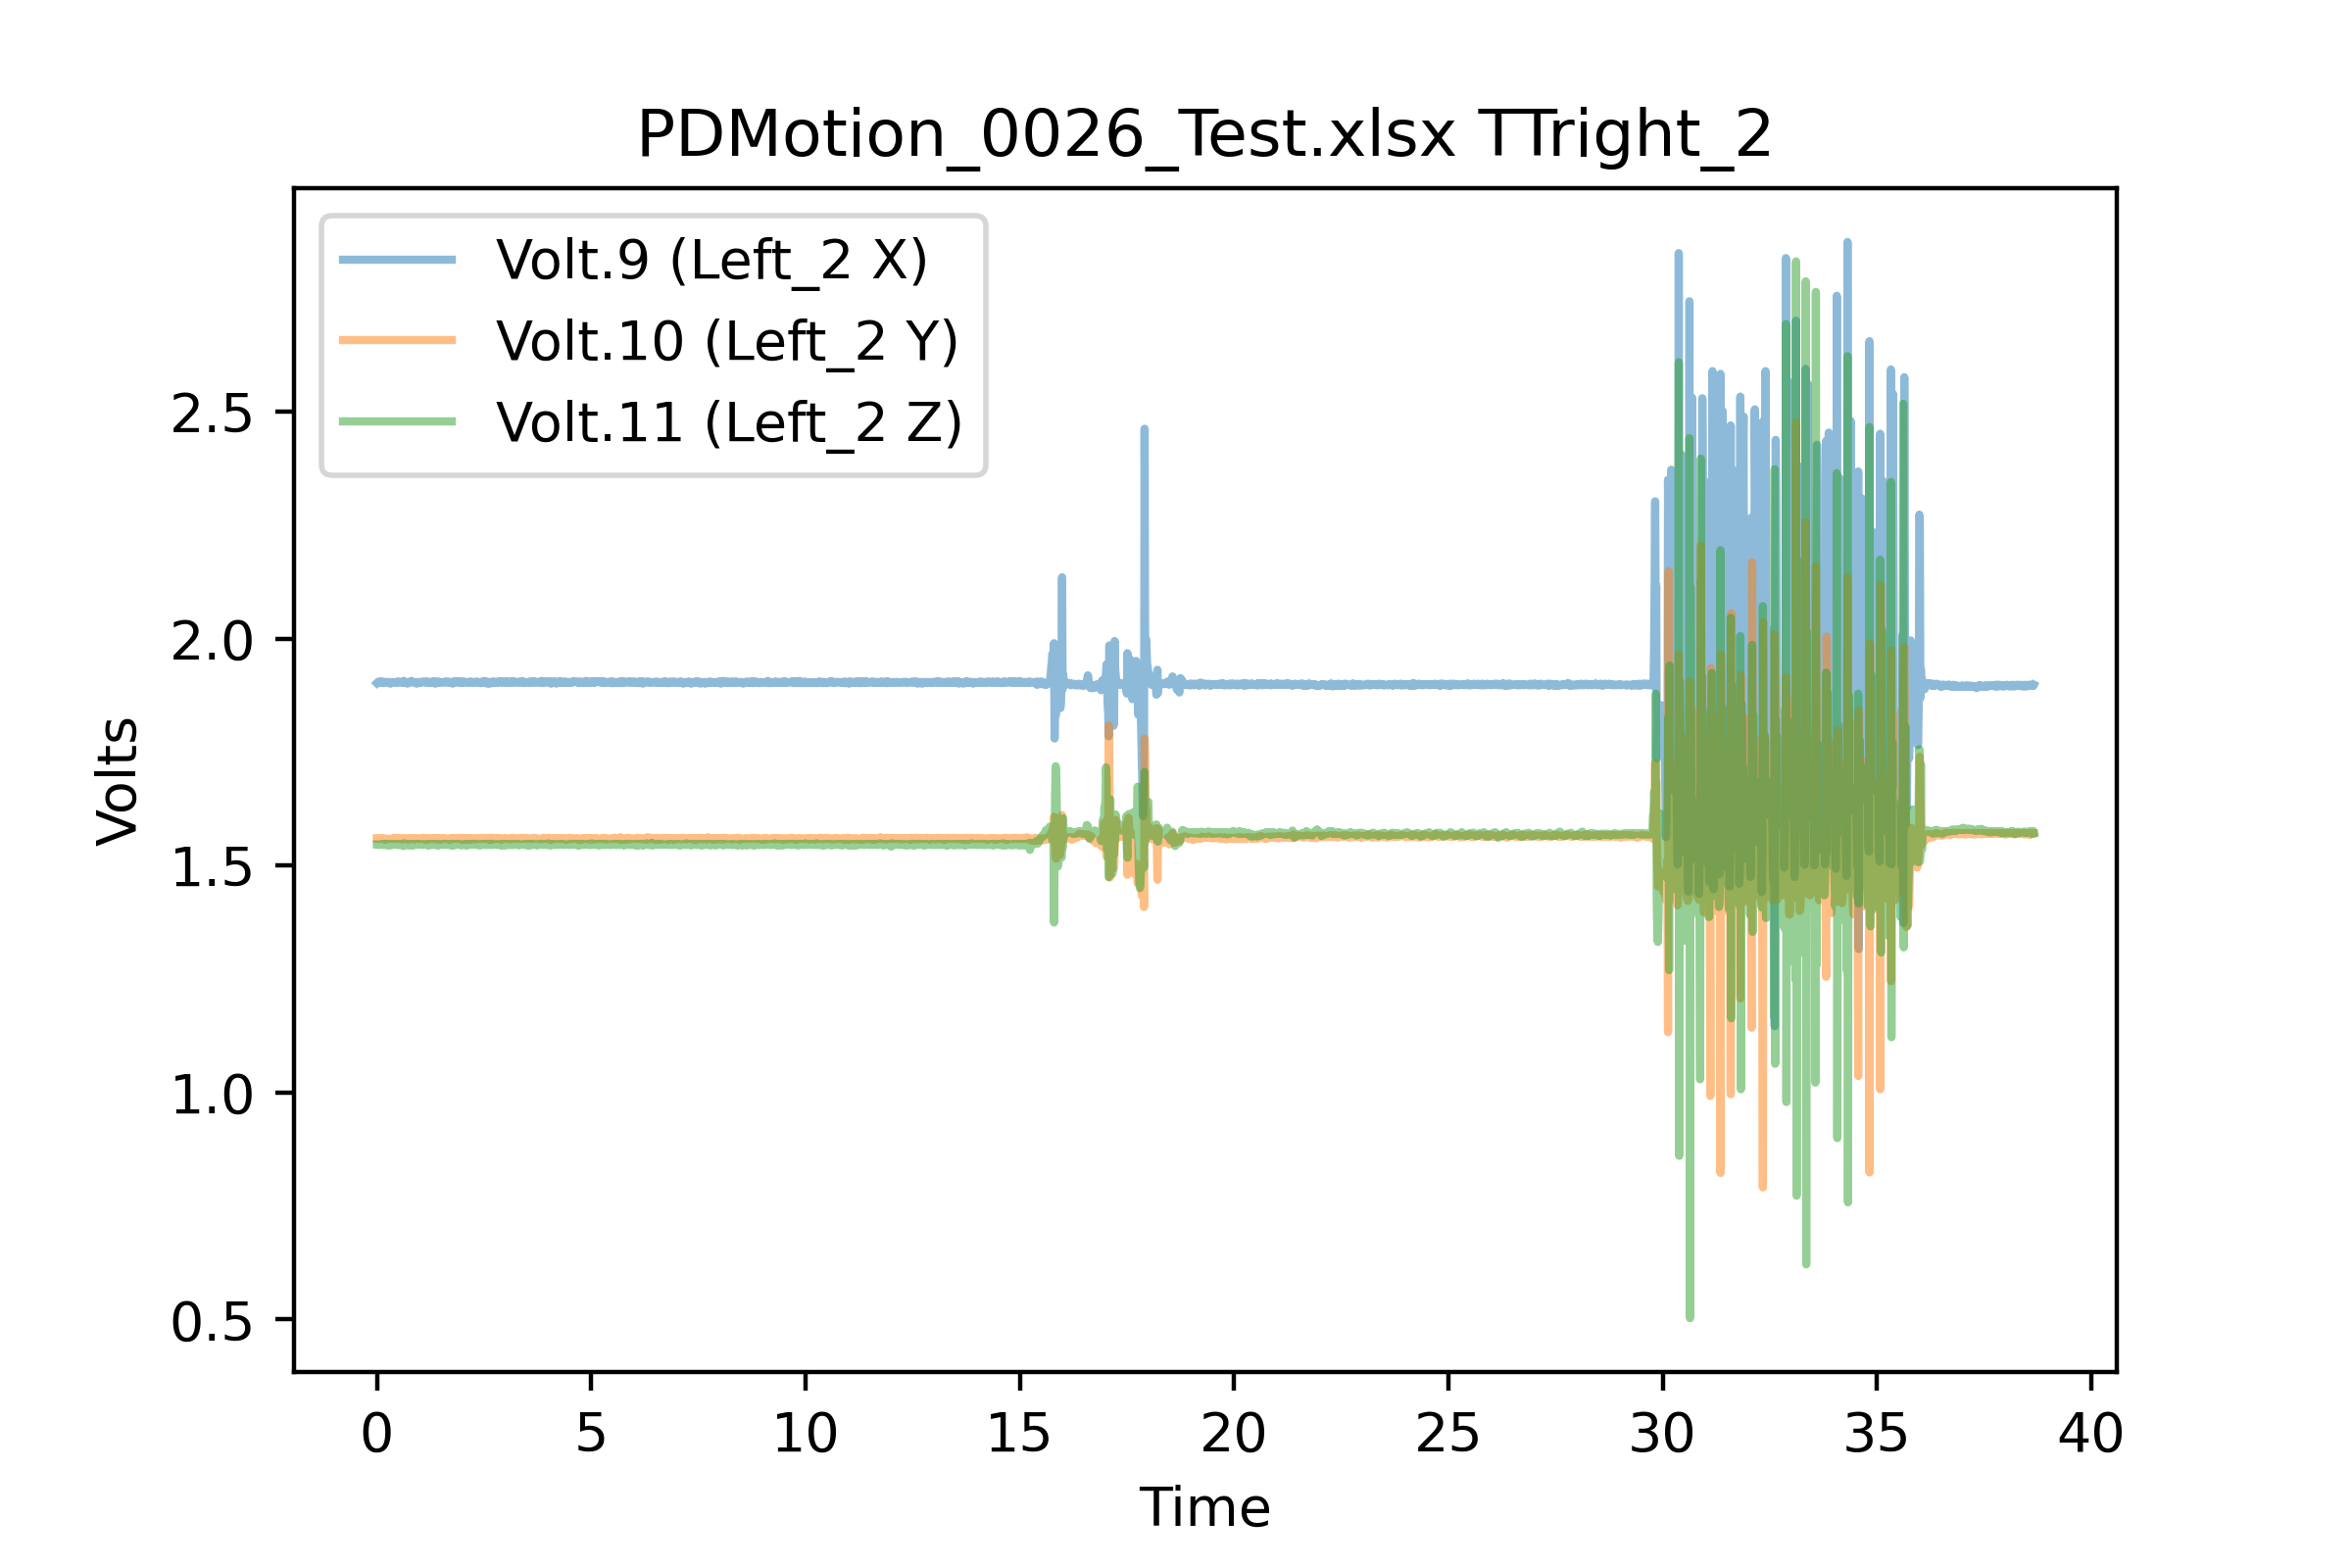 PDMotion_0026_Test.xlsx TTright_2
Volt.9 (Left_2 X)
Volt.10 (Left_2 Y)
Volt.11 (Left_2 Z)
Volts
2.5
2.0
1.5
1.0
0.5
0 5 10 15 20 25 30 35 40
Time